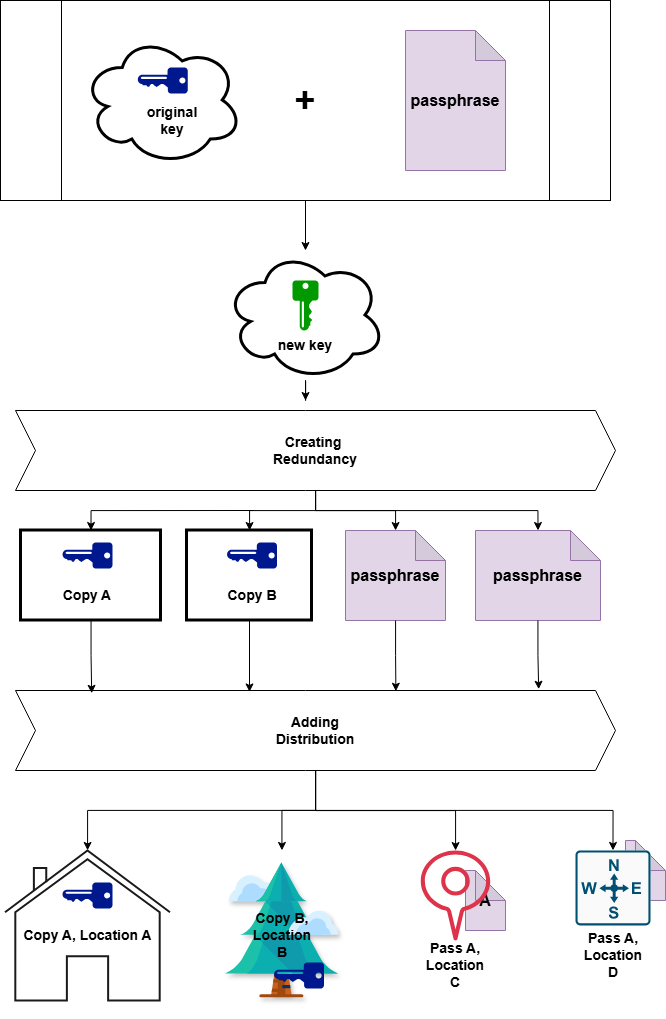 original
key
+
passphrase
new key
Creating
Redundancy
Copy A
Copy B
passphrase
passphrase
Adding
Distribution
Copy A, Location A
Copy B,
Location
B
A
Pass A,
Location
C
N
W E
S
Pass A,
Location
D